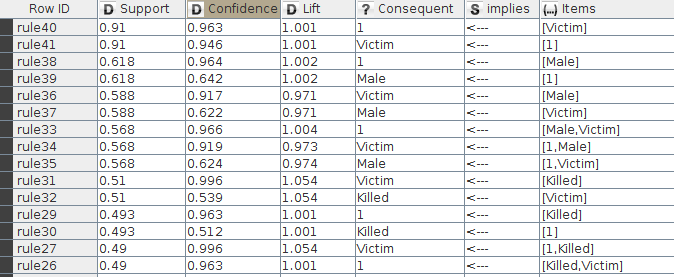 Row ID D Support D Confidence D Lift ? Consequent S implies (...) Items
rule40 0.91 0.963 1.001 1 <--- [Victim]
rule41 0.91 0.946 1.001 Victim <--- [1]
rule38 0.618 0.964 1.002 1 <--- [Male]
rule39 0.618 0.642 1.002 Male <--- [1]
rule36 0.588 0.917 0.971 Victim <--- [Male]
rule37 0.588 0.622 0.971 Male <--- [Victim]
rule33 0.568 0.966 1.004 1 <--- [Male,Victim]
rule34 0.568 0.919 0.973 Victim <--- [1,Male]
rule35 0.568 0.624 0.974 Male <--- [1,Victim]
rule31 0.51 0.996 1.054 Victim <--- [Killed]
rule32 0.51 0.539 1.054 Killed <--- [Victim]
rule29 0.493 0.963 1.001 1 <--- [Killed]
rule30 0.493 0.512 1.001 Killed <--- [1]
rule27 0.49 0.996 1.054 Victim <--- [1,Killed]
rule26 0.49 0.963 1.001 1 <--- [Killed,Victim]